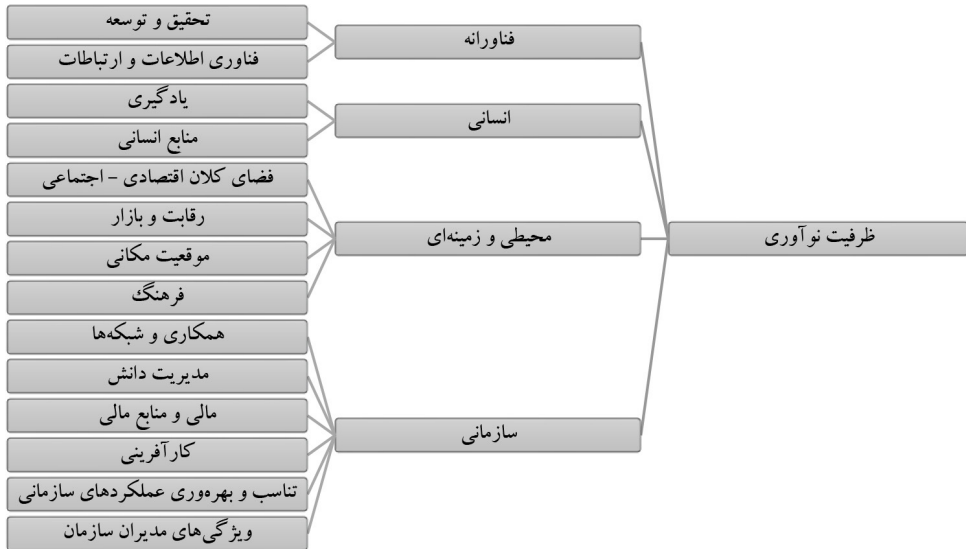 ظرفیت نوآوری
فناورانه
تحقیق و توسعه
فناوری اطلاعات و ارتباطات
انسانی
یادگیری
منابع انسانی
محیطی و زمینه‌ای
فضای کلان اقتصادی - اجتماعی
رقابت و بازار
موقعیت مکانی
فرهنگ
سازمانی
همکاری و شبکه‌ها
مدیریت دانش
مالی و منابع مالی
کارآفرینی
تناسب و بهره‌وری عملکردهای سازمانی
ویژگی‌های مدیران سازمان